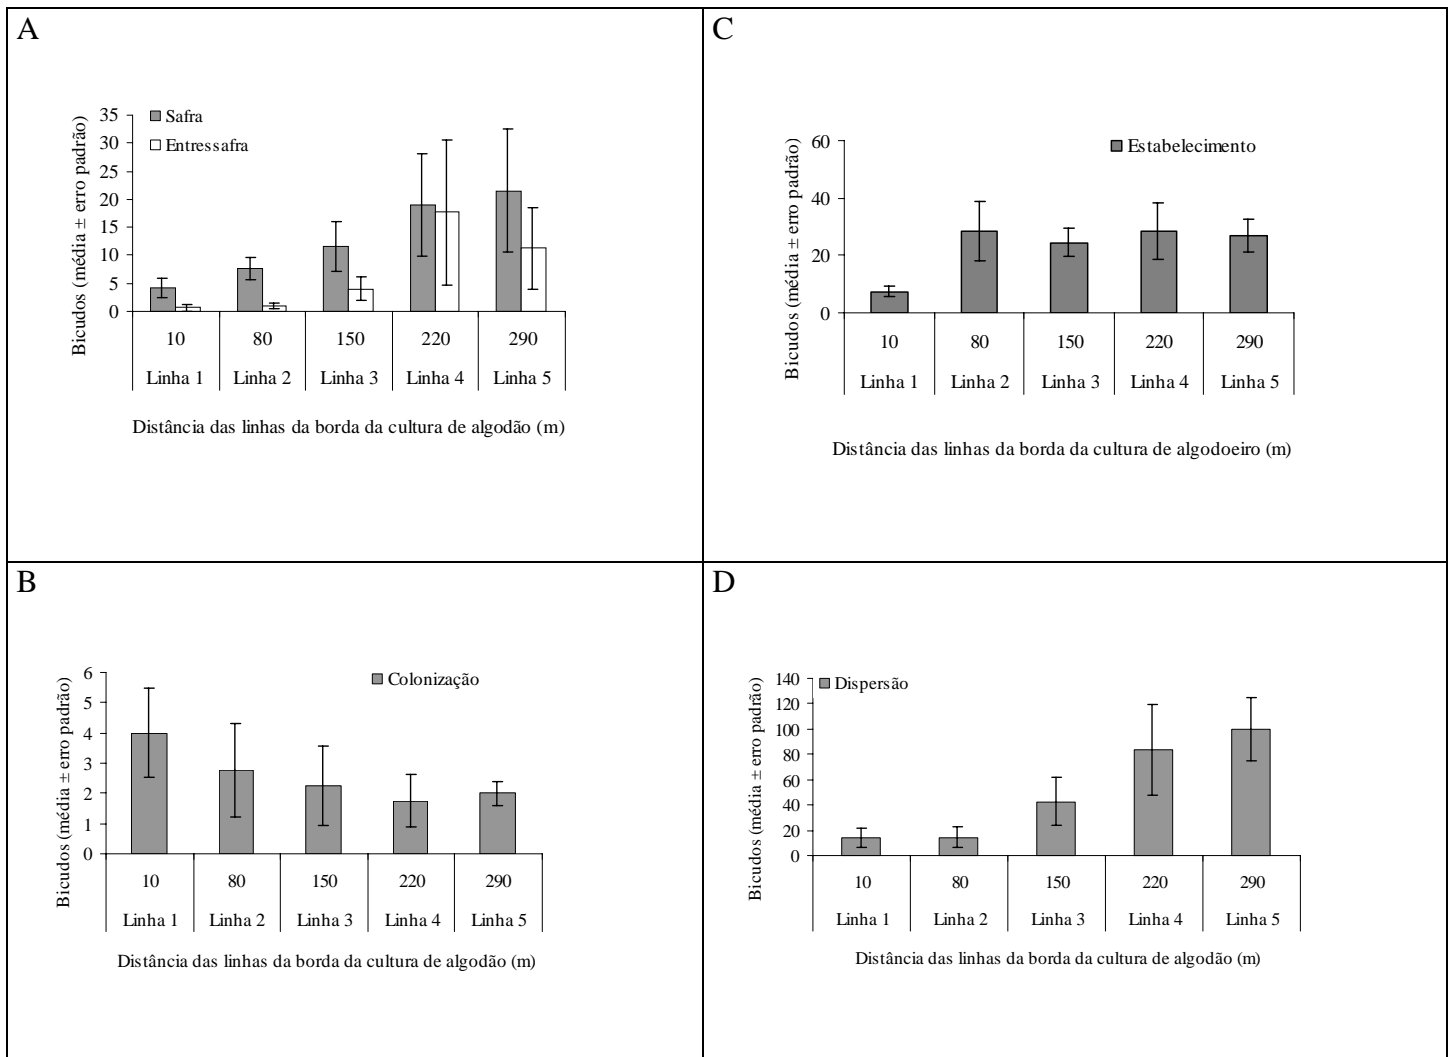 A
Bicudos (média ± erro padrão)
35
30
25
20
15
10
5
0
Safra
Entressafra
10 80 150 220 290
Linha 1 Linha 2 Linha 3 Linha 4 Linha 5
Distância das linhas da borda da cultura de algodão (m)
C
Bicudos (média ± erro padrão)
60
40
20
0
Estabelecimento
10 80 150 220 290
Linha 1 Linha 2 Linha 3 Linha 4 Linha 5
Distância das linhas da borda da cultura de algodoeiro (m)
B
Bicudos (média ± erro padrão)
6
5
4
3
2
1
0
Colonização
10 80 150 220 290
Linha 1 Linha 2 Linha 3 Linha 4 Linha 5
Distância das linhas da borda da cultura de algodão (m)
D
Bicudos (média ± erro padrão)
140
120
100
80
60
40
20
0
Dispersão
10 80 150 220 290
Linha 1 Linha 2 Linha 3 Linha 4 Linha 5
Distância das linhas da borda da cultura de algodão (m)